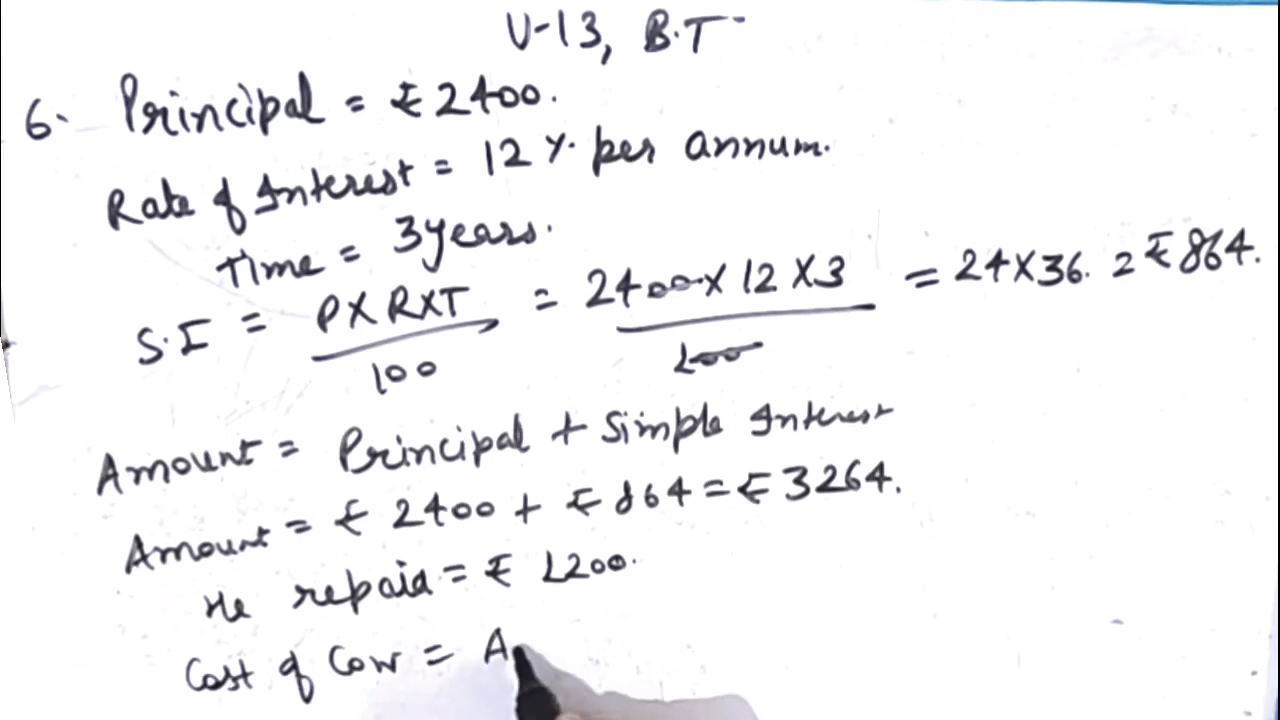 U-13, B.T
6. Principal = ₹ 2400.
Rate of Interest = 12 % per annum.
Time = 3 years.
S.I = P X R X T / 100 = 2400 X 12 X 3 / 100 = 24 X 36. = ₹ 864.
Amount = Principal + Simple Interest
Amount = ₹ 2400 + ₹ 864 = ₹ 3264.
He repaid = ₹ 1200.
Cost of Cow = A